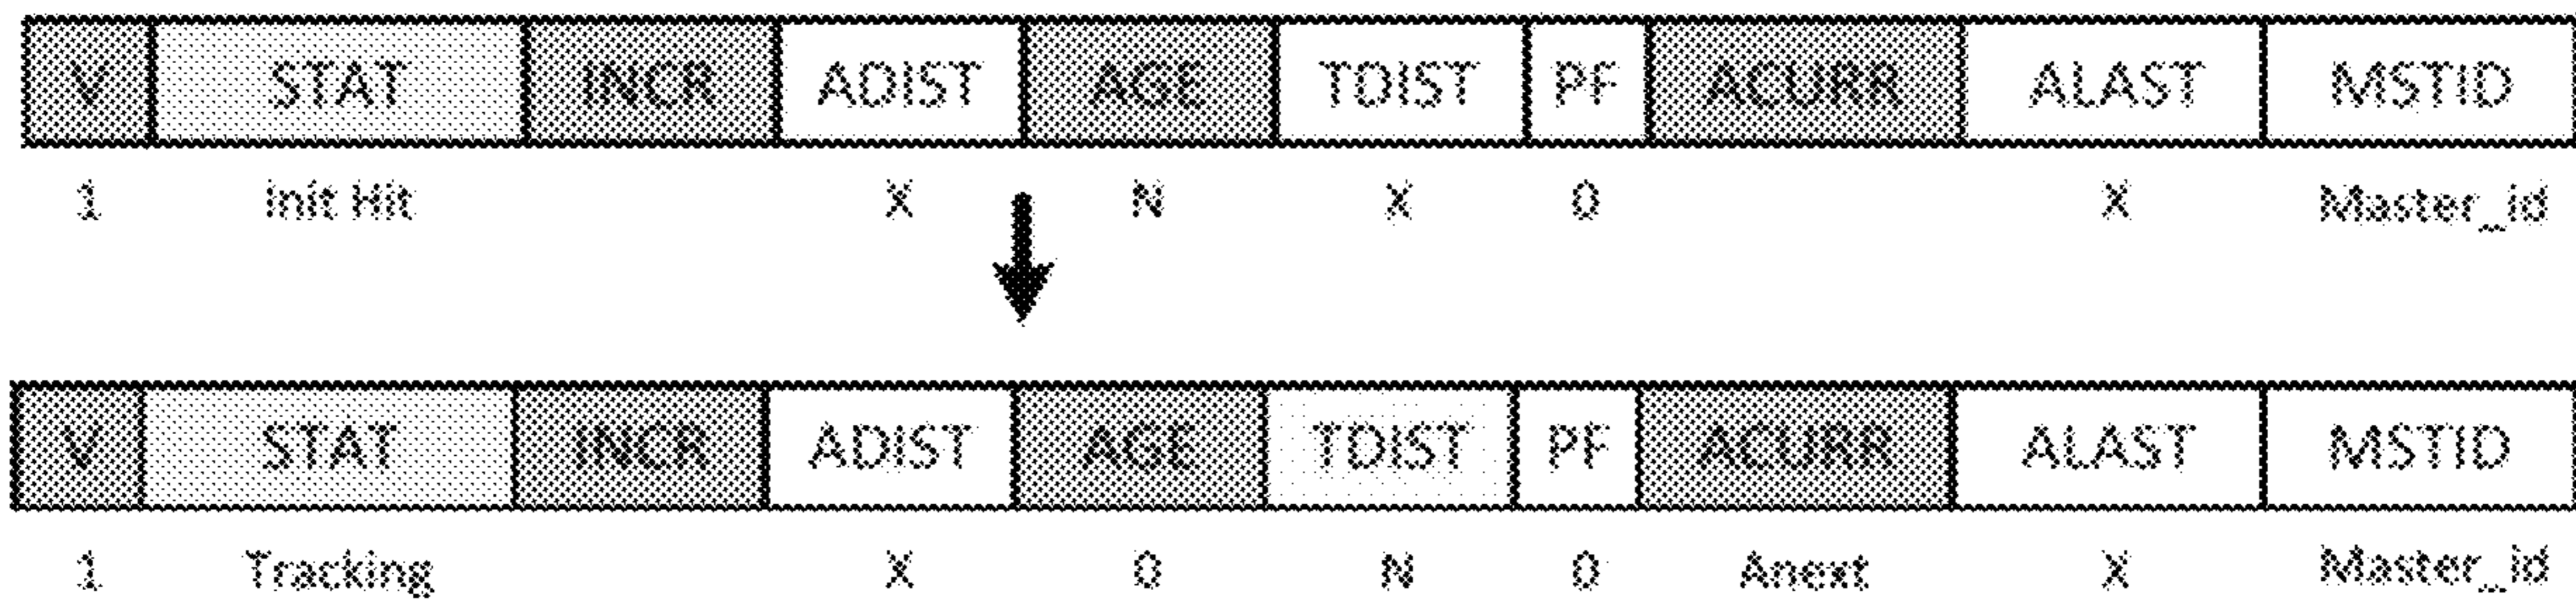 V STAT INCR ADIST AGE TDIST PF ACURR ALAST MSTID
1 Init Hit X N X 0 X Master_id
V STAT INCR ADIST AGE TDIST PF ACURR ALAST MSTID
1 Tracking X 0 N 0 Anext X Master_id